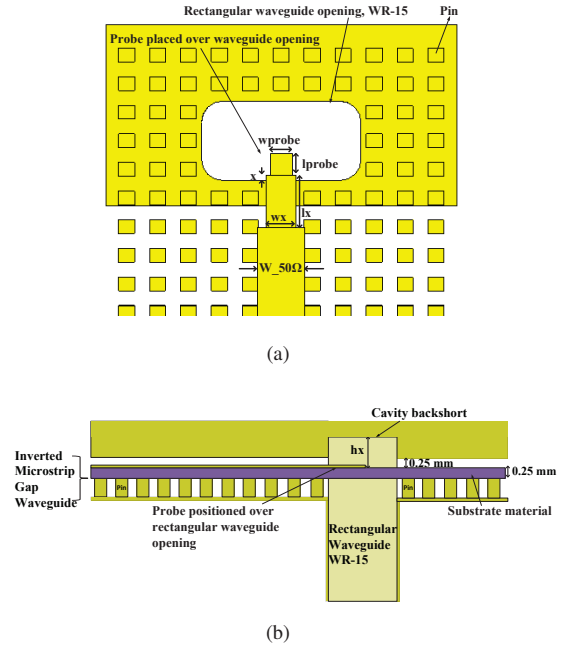 Rectangular waveguide opening, WR-15
Pin
Probe placed over waveguide opening
wprobe
lprobe
x
lx
wx
W_50Ω
(a)
Cavity backshort
hx
0.25 mm
Inverted
Microstrip
Gap
Waveguide
0.25 mm
Pin
Pin
Probe positioned over
rectangular waveguide
opening
Substrate material
Rectangular
Waveguide
WR-15
(b)